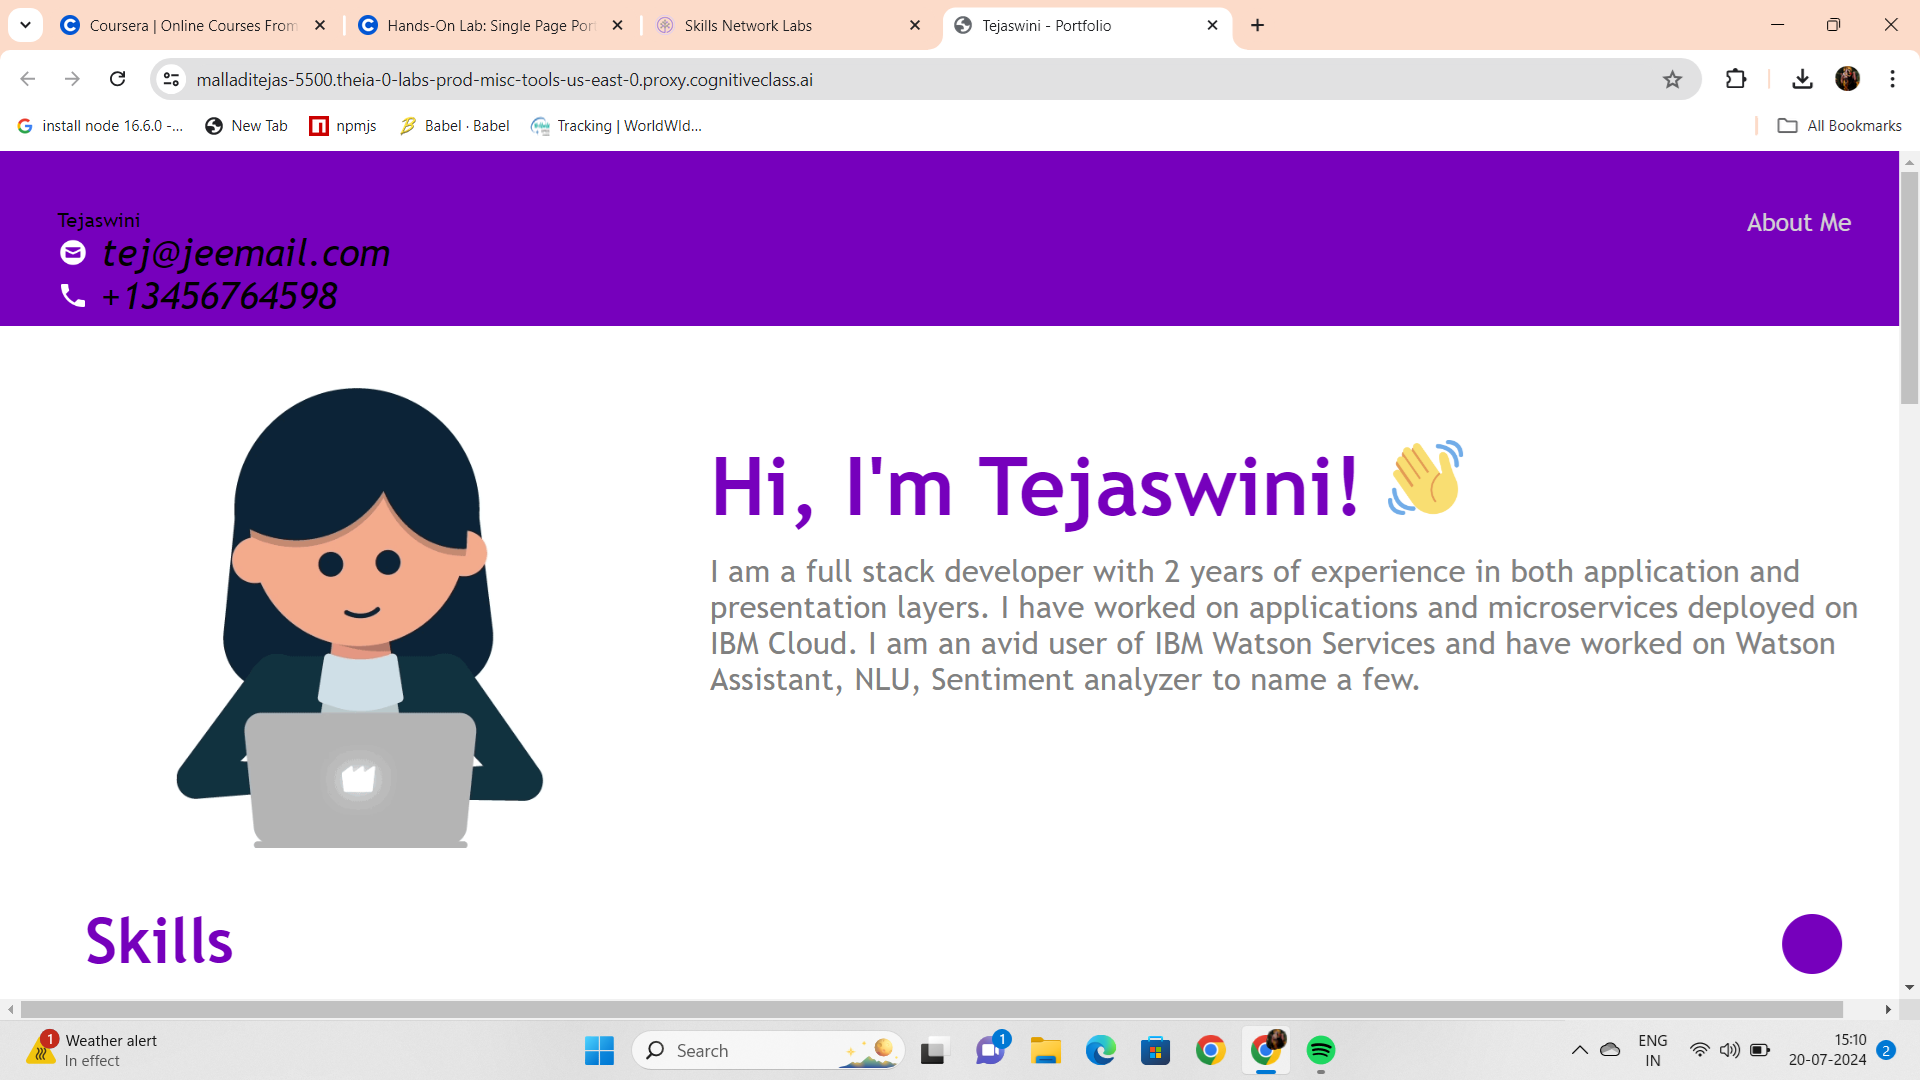 Coursera | Online Courses From
Hands-On Lab: Single Page Por
Skills Network Labs
Tejaswini - Portfolio
malladitejas-5500.theia-0-labs-prod-misc-tools-us-east-0.proxy.cognitiveclass.ai
install node 16.6.0 -...
New Tab
npmjs
Babel · Babel
Tracking | WorldWId...
All Bookmarks
Tejaswini
tej@jeemail.com
+13456764598
About Me
Hi, I'm Tejaswini!
I am a full stack developer with 2 years of experience in both application and
presentation layers. I have worked on applications and microservices deployed on
IBM Cloud. I am an avid user of IBM Watson Services and have worked on Watson
Assistant, NLU, Sentiment analyzer to name a few.
Skills
1
Weather alert
In effect
Search
1
ENG
IN
15:10
20-07-2024
2